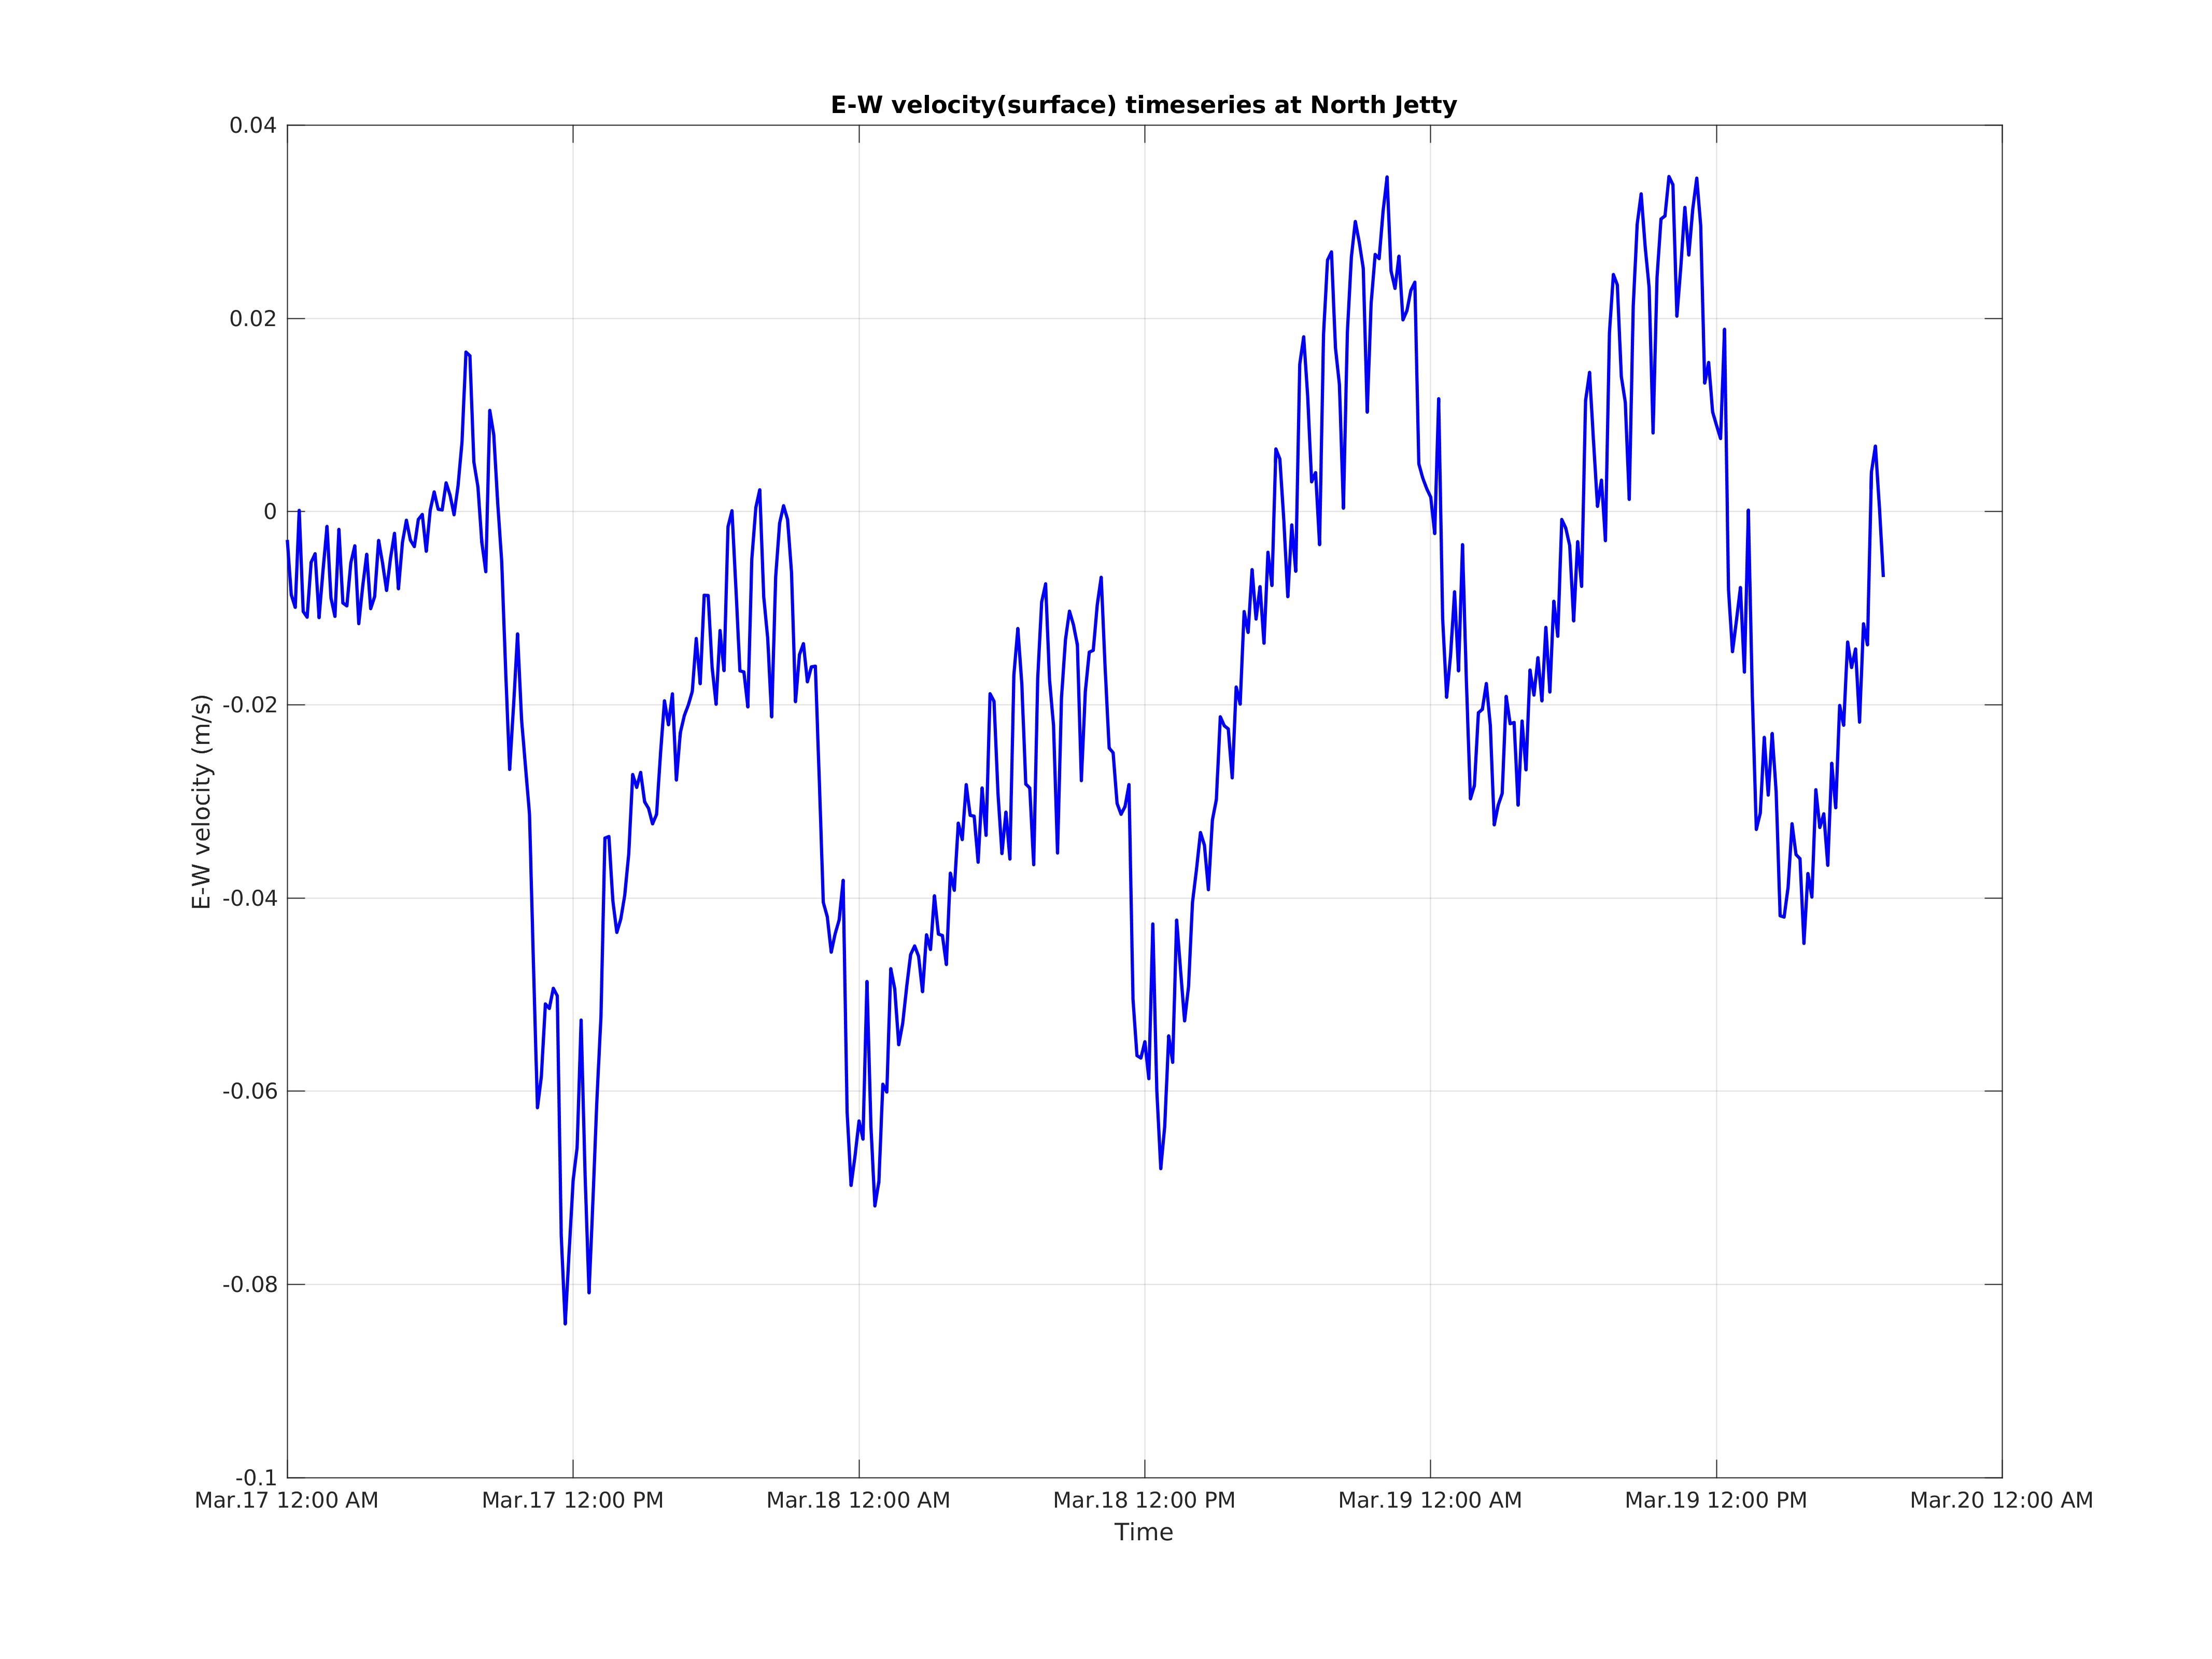 E-W velocity(surface) timeseries at North Jetty
0.04
0.02
0
-0.02
-0.04
-0.06
-0.08
-0.1
E-W velocity (m/s)
Mar.17 12:00 AM
Mar.17 12:00 PM
Mar.18 12:00 AM
Mar.18 12:00 PM
Mar.19 12:00 AM
Mar.19 12:00 PM
Mar.20 12:00 AM
Time